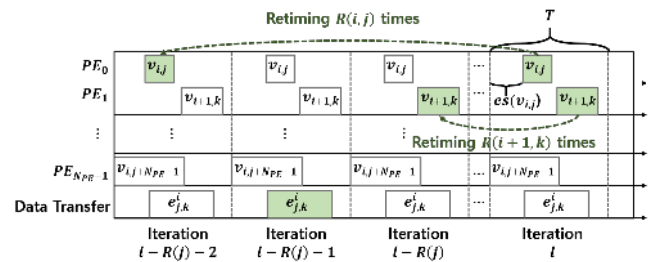 Retiming R(i, j) times
T
PE₀ v_{i,j} v_{i,j} v_{i,j} ... v_{i,j}
PE₁ v_{i+1,k} v_{i+1,k} v_{i+1,k} es(v_{i,j}) v_{i+1,k}
⋮ ⋮ ⋮ ⋮
Retiming R(i + 1, k) times
PE_{N_{PE}-1} v_{i,j+N_{PE}-1} v_{i,j+N_{PE}-1} v_{i,j+N_{PE}-1} ... v_{i,j+N_{PE}-1}
Data Transfer e^i_{j,k} e^i_{j,k} e^i_{j,k} ... e^i_{j,k}
Iteration Iteration Iteration Iteration
l − R(j) − 2 l − R(j) − 1 l − R(j) l